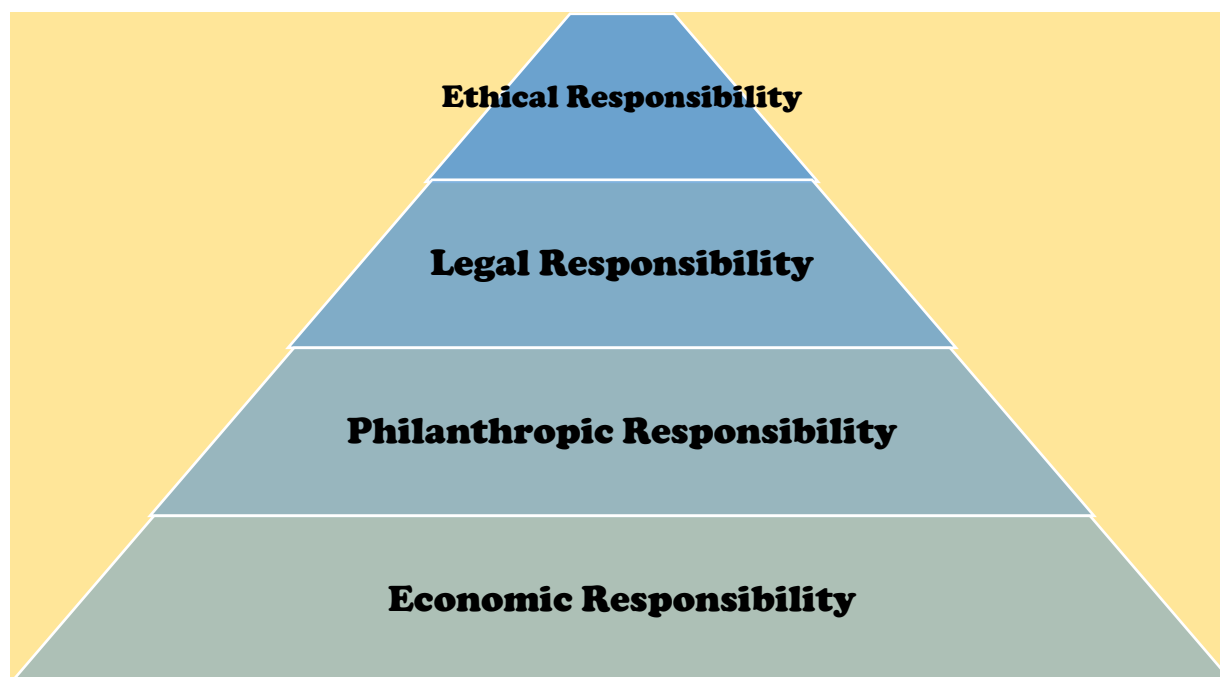 Ethical Responsibility
Legal Responsibility
Philanthropic Responsibility
Economic Responsibility